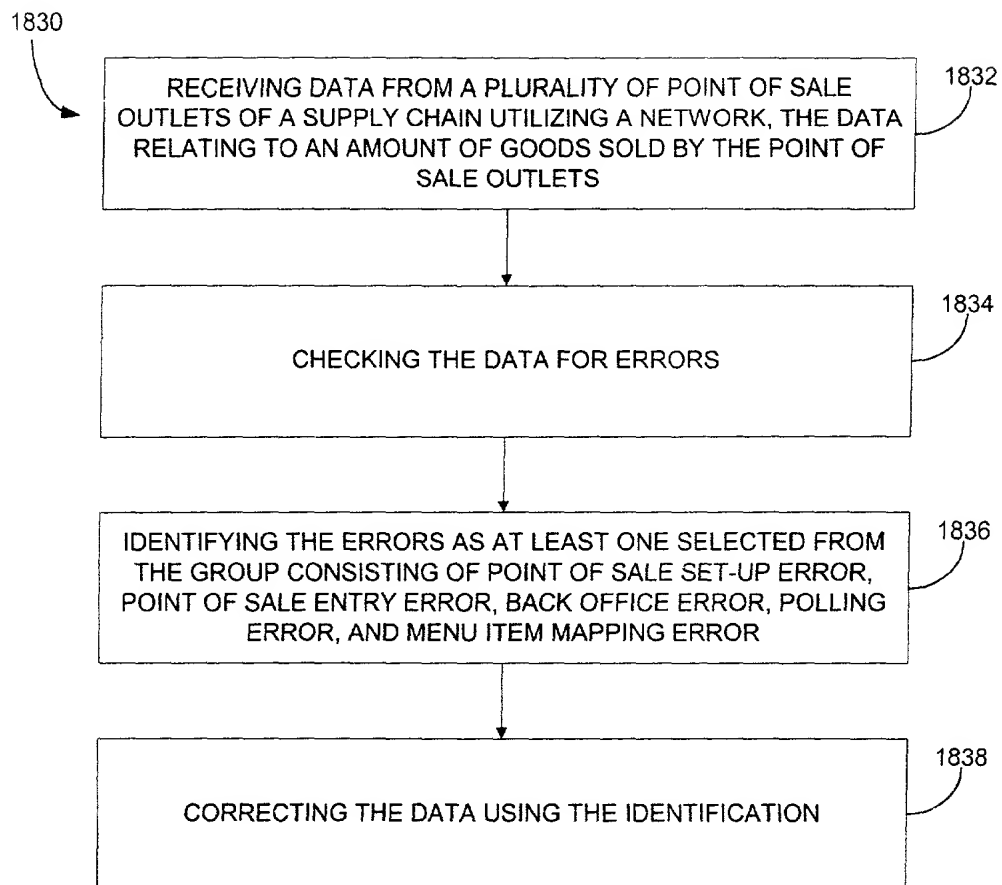 1830
RECEIVING DATA FROM A PLURALITY OF POINT OF SALE
OUTLETS OF A SUPPLY CHAIN UTILIZING A NETWORK, THE DATA
RELATING TO AN AMOUNT OF GOODS SOLD BY THE POINT OF
SALE OUTLETS
1832
CHECKING THE DATA FOR ERRORS
1834
IDENTIFYING THE ERRORS AS AT LEAST ONE SELECTED FROM
THE GROUP CONSISTING OF POINT OF SALE SET-UP ERROR,
POINT OF SALE ENTRY ERROR, BACK OFFICE ERROR, POLLING
ERROR, AND MENU ITEM MAPPING ERROR
1836
CORRECTING THE DATA USING THE IDENTIFICATION
1838